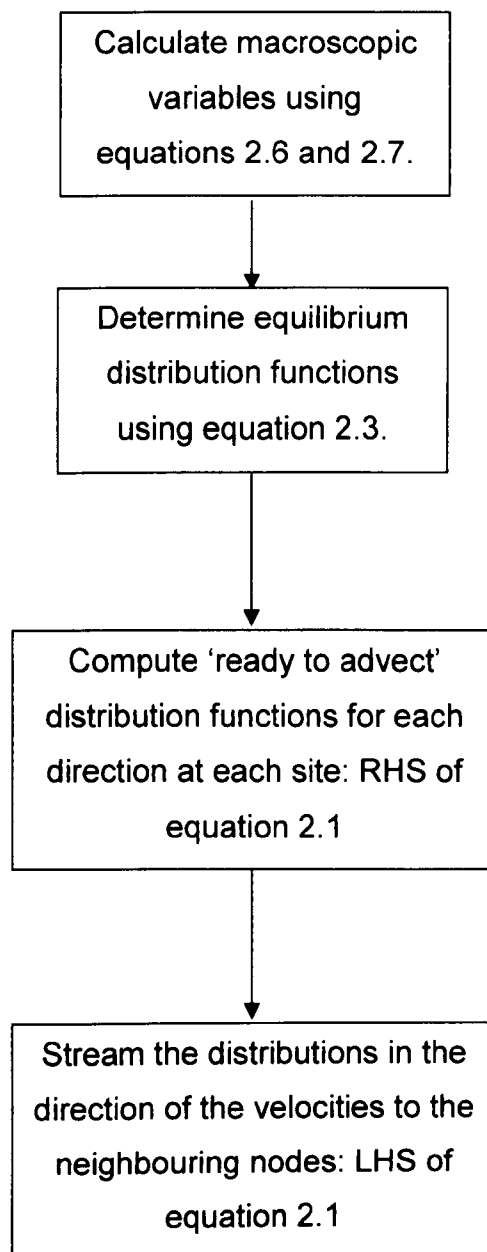 Calculate macroscopic
variables using
equations 2.6 and 2.7.
Determine equilibrium
distribution functions
using equation 2.3.
Compute ‘ready to advect’
distribution functions for each
direction at each site: RHS of
equation 2.1
Stream the distributions in the
direction of the velocities to the
neighbouring nodes: LHS of
equation 2.1